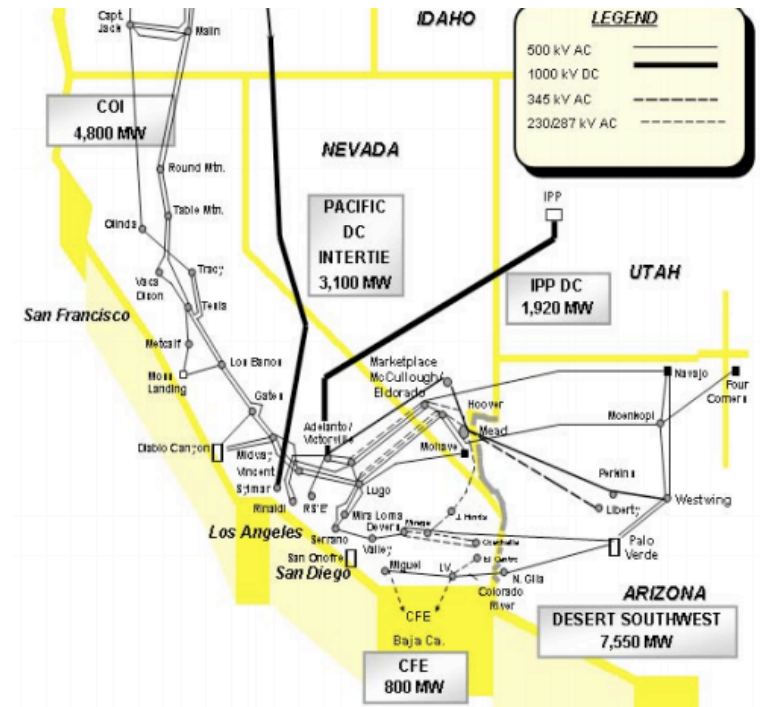 IDAHO
LEGEND
500 kV AC
1000 kV DC
345 kV AC
230/287 kV AC
Capt.
Jack
Malin
COI
4,800 MW
NEVADA
Round Mtn.
Table Mtn.
Olinda
PACIFIC
DC
INTERTIE
3,100 MW
IPP
IPP DC
1,920 MW
UTAH
Tracy
Vaca
Dixon
Tesla
San Francisco
Metcalf
Los Banos
Moss
Landing
Gates
Marketplace
McCullough/
Eldorado
Hoover
Navajo
Four
Corners
Moenkopi
Adelanto/
Victorville
Mead
Mohave
Diablo Canyon
Midway
Vincent
Sylmar
Lugo
Perkins
Liberty
Westwing
Rinaldi
RS'E'
Mira Loma
Los Angeles
Serrano
Devers
Mirage
J. Hinds
Valley
Coachella
Palo
Verde
San Onofre
San Diego
Miguel
I.V.
El Centro
N. Gila
Colorado
River
ARIZONA
CFE
Baja Ca.
DESERT SOUTHWEST
7,550 MW
CFE
800 MW